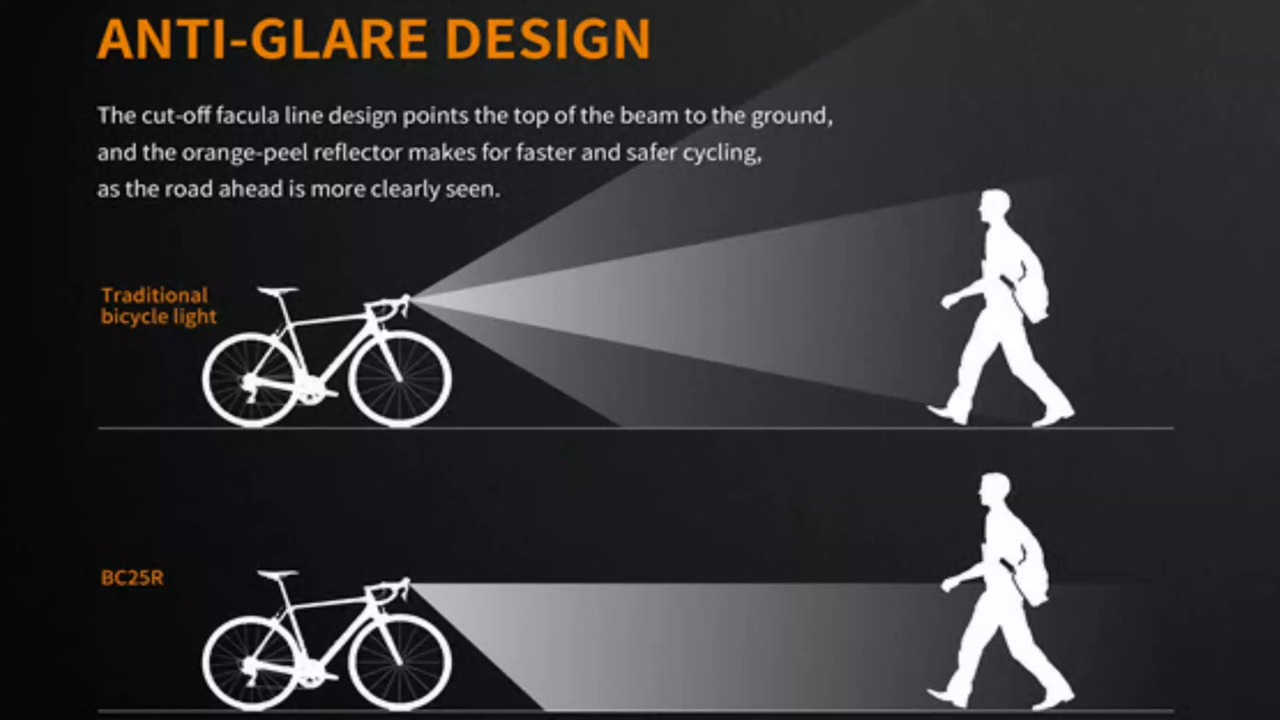 ANTI-GLARE DESIGN
The cut-off facula line design points the top of the beam to the ground,
and the orange-peel reflector makes for faster and safer cycling,
as the road ahead is more clearly seen.
Traditional
bicycle light
BC25R